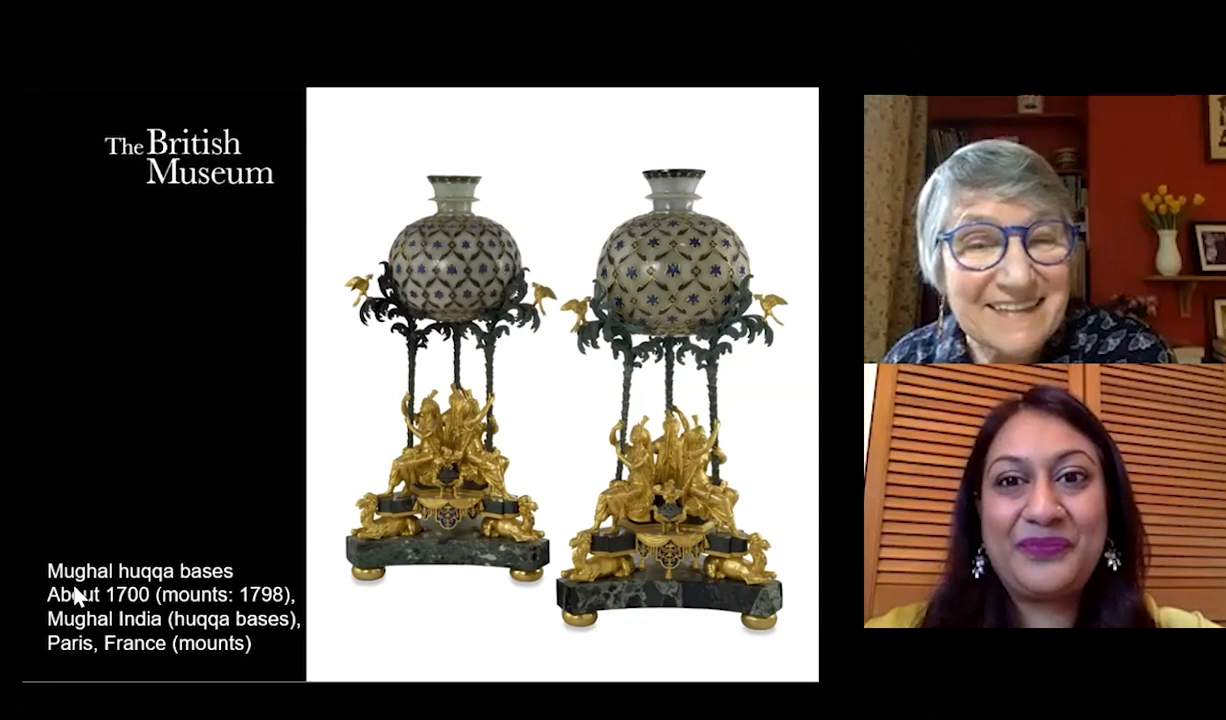 The British
Museum
Mughal huqqa bases
About 1700 (mounts: 1798),
Mughal India (huqqa bases),
Paris, France (mounts)